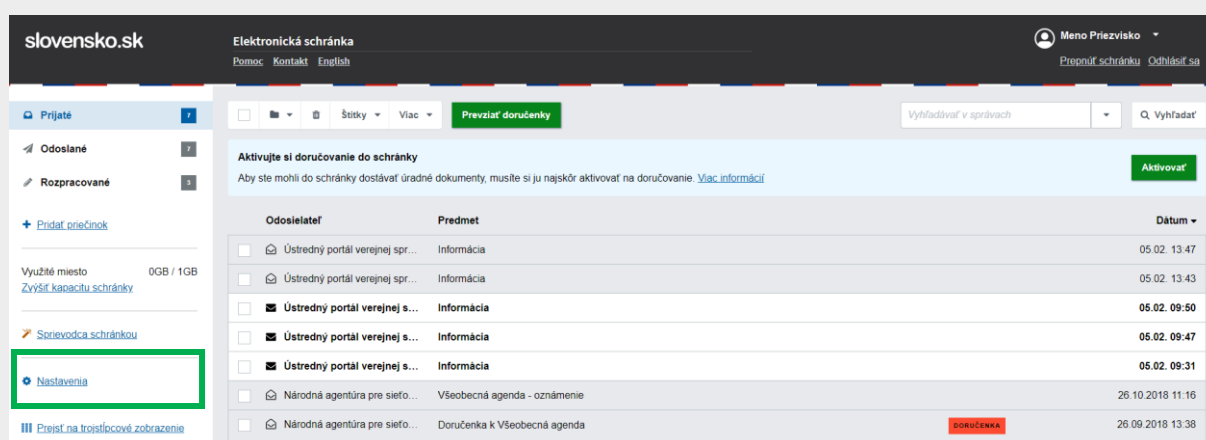 slovensko.sk
Elektronická schránka
Pomoc Kontakt English
Meno Priezvisko
Prepnúť schránku Odhlásiť sa
Prijaté 7
Odoslané 7
Rozpracované 3
Pridať priečinok
Využité miesto 0GB / 1GB
Zvýšiť kapacitu schránky
Sprievodca schránkou
Nastavenia
Prejsť na trojstĺpcové zobrazenie
Štítky Viac Prevziať doručenky Vyhľadávať v správach Vyhľadať
Aktivujte si doručovanie do schránky
Aby ste mohli do schránky dostávať úradné dokumenty, musíte si ju najskôr aktivovať na doručovanie. Viac informácií
Aktivovať
Odosielateľ Predmet Dátum
Ústredný portál verejnej spr... Informácia 05.02. 13:47
Ústredný portál verejnej spr... Informácia 05.02. 13:43
Ústredný portál verejnej s... Informácia 05.02. 09:50
Ústredný portál verejnej s... Informácia 05.02. 09:47
Ústredný portál verejnej s... Informácia 05.02. 09:31
Národná agentúra pre sieťo... Všeobecná agenda - oznámenie 26.10.2018 11:16
Národná agentúra pre sieťo... Doručenka k Všeobecná agenda DORUČENKA 26.09.2018 13:38